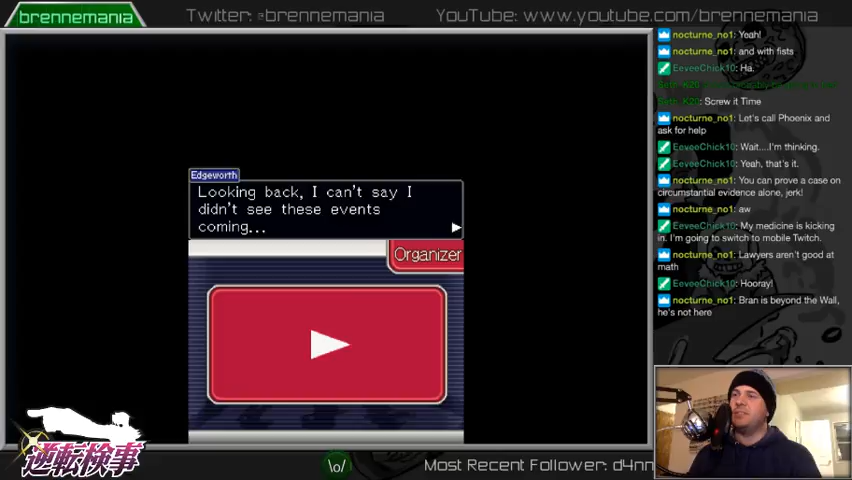 brennemania
Twitter: @brennemania
YouTube: www.youtube.com/brennemania
nocturne_no1: Yeah!
nocturne_no1: and with fists
EeveeChick10: Ha.
Seth_K20: Screw it Time
nocturne_no1: Let's call Phoenix and
ask for help
EeveeChick10: Wait....I'm thinking.
EeveeChick10: Yeah, that's it.
nocturne_no1: You can prove a case on
circumstantial evidence alone, jerk!
nocturne_no1: aw
EeveeChick10: My medicine is kicking
in. I'm going to switch to mobile Twitch.
nocturne_no1: Lawyers aren't good at
math
EeveeChick10: Hooray!
nocturne_no1: Bran is beyond the Wall,
he's not here
Edgeworth
Looking back, I can't say I
didn't see these events
coming...
Organizer
逆転検事
\o/
Most Recent Follower: d4nn